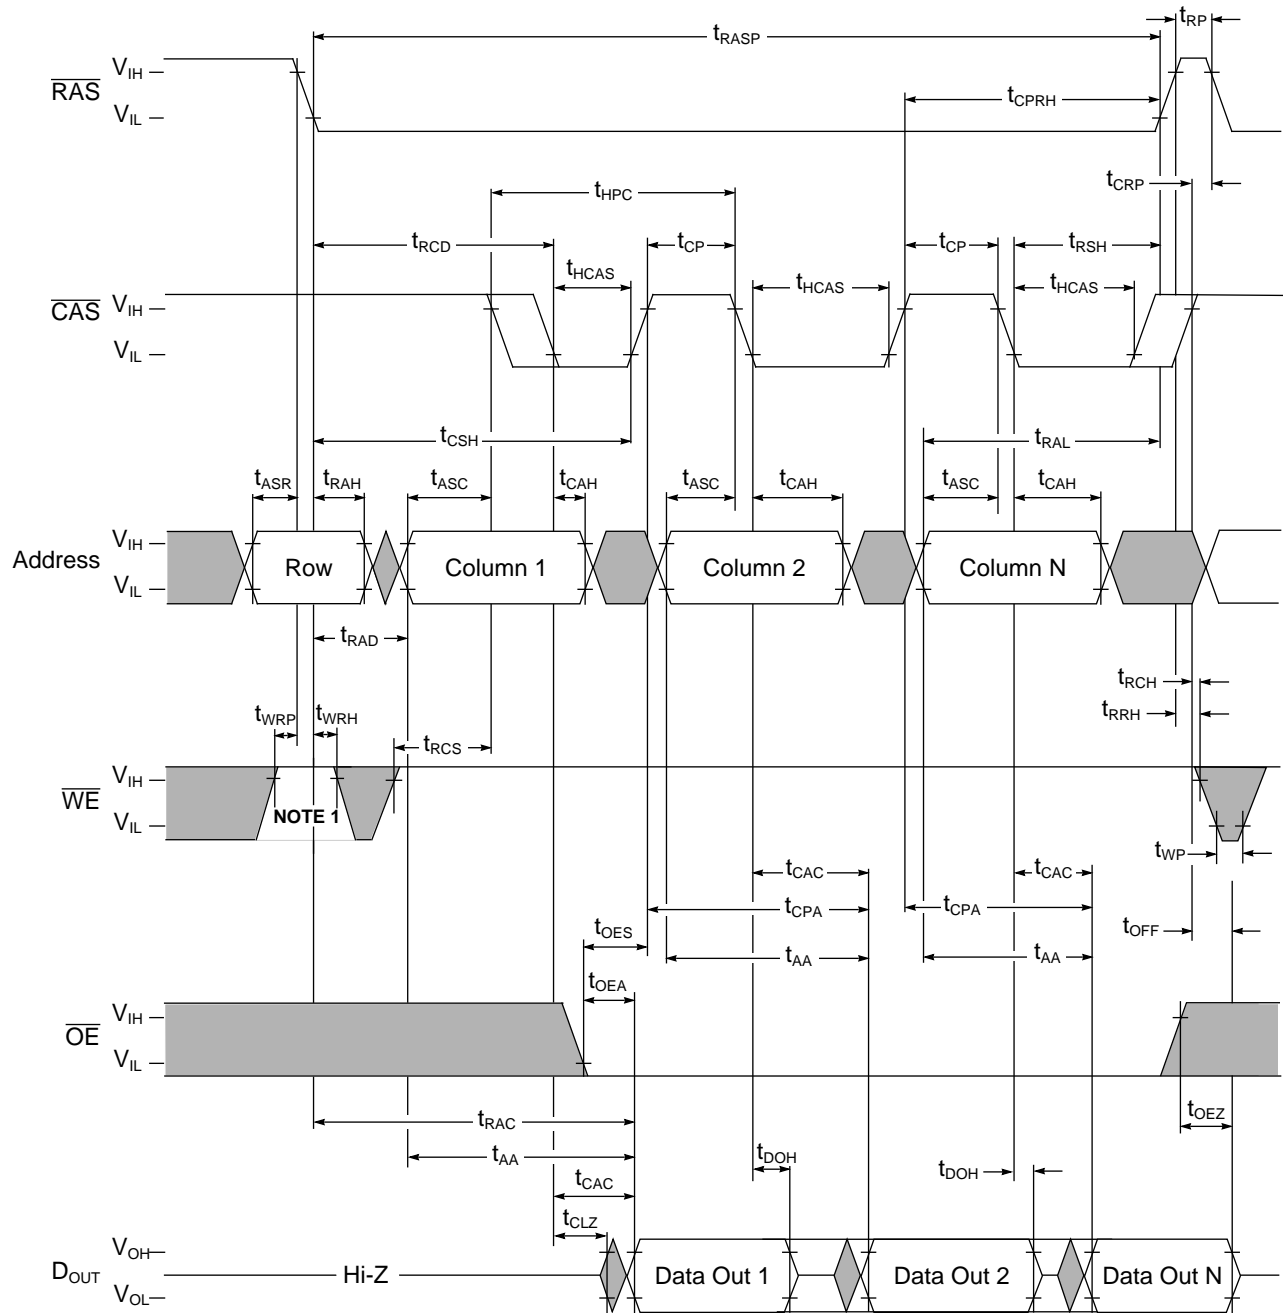 tRP
tRASP
RAS
VIH
VIL
tCPRH
tCRP
tHPC
tRCD
tCP
tCP
tRSH
tHCAS
tHCAS
tHCAS
CAS
VIH
VIL
tCSH
tRAL
tASR
tRAH
tASC
tCAH
tASC
tCAH
tASC
tCAH
Address
VIH
VIL
Row
Column 1
Column 2
Column N
tRAD
tRCH
tRRH
tWRP
tWRH
tRCS
WE
VIH
VIL
NOTE 1
tWP
tCAC
tCAC
tCPA
tCPA
tOES
tOFF
tAA
tAA
tOEA
OE
VIH
VIL
tRAC
tOEZ
tAA
tDOH
tDOH
tCAC
tCLZ
DOUT
VOH
VOL
Hi-Z
Data Out 1
Data Out 2
Data Out N